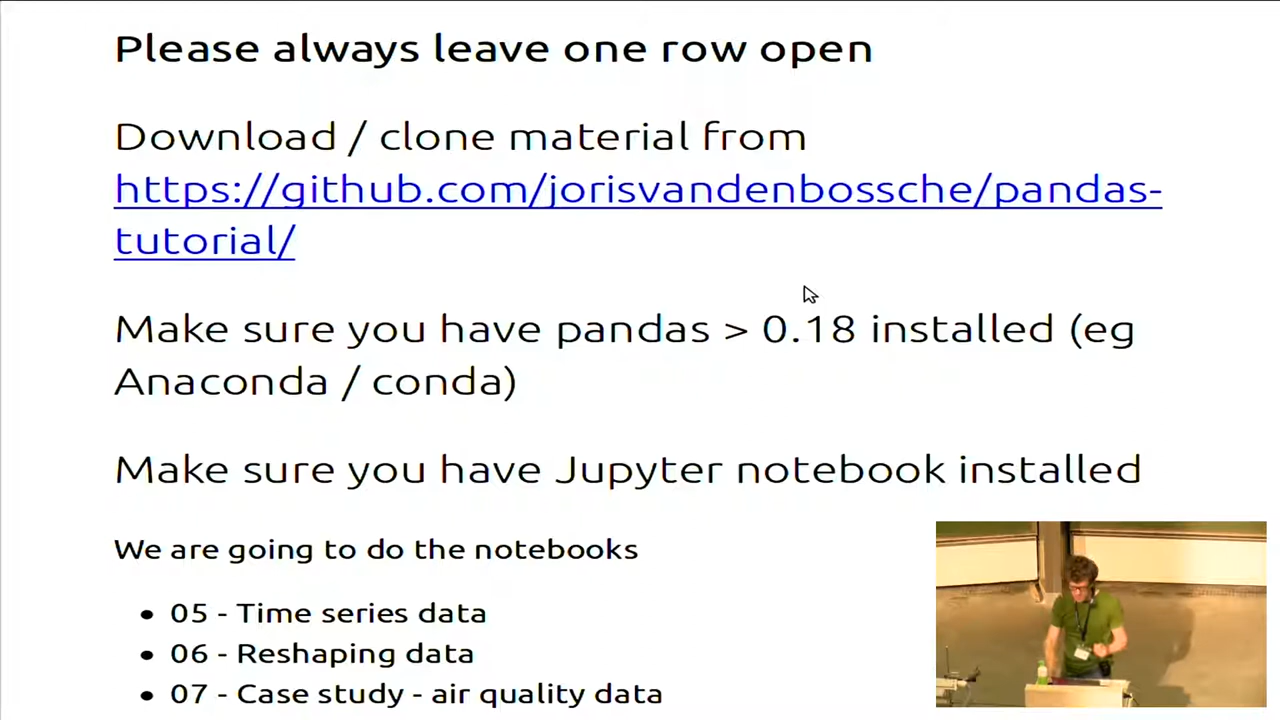 Please always leave one row open
Download / clone material from
https://github.com/jorisvandenbossche/pandas-
tutorial/
Make sure you have pandas > 0.18 installed (eg
Anaconda / conda)
Make sure you have Jupyter notebook installed
We are going to do the notebooks
• 05 - Time series data
• 06 - Reshaping data
• 07 - Case study - air quality data